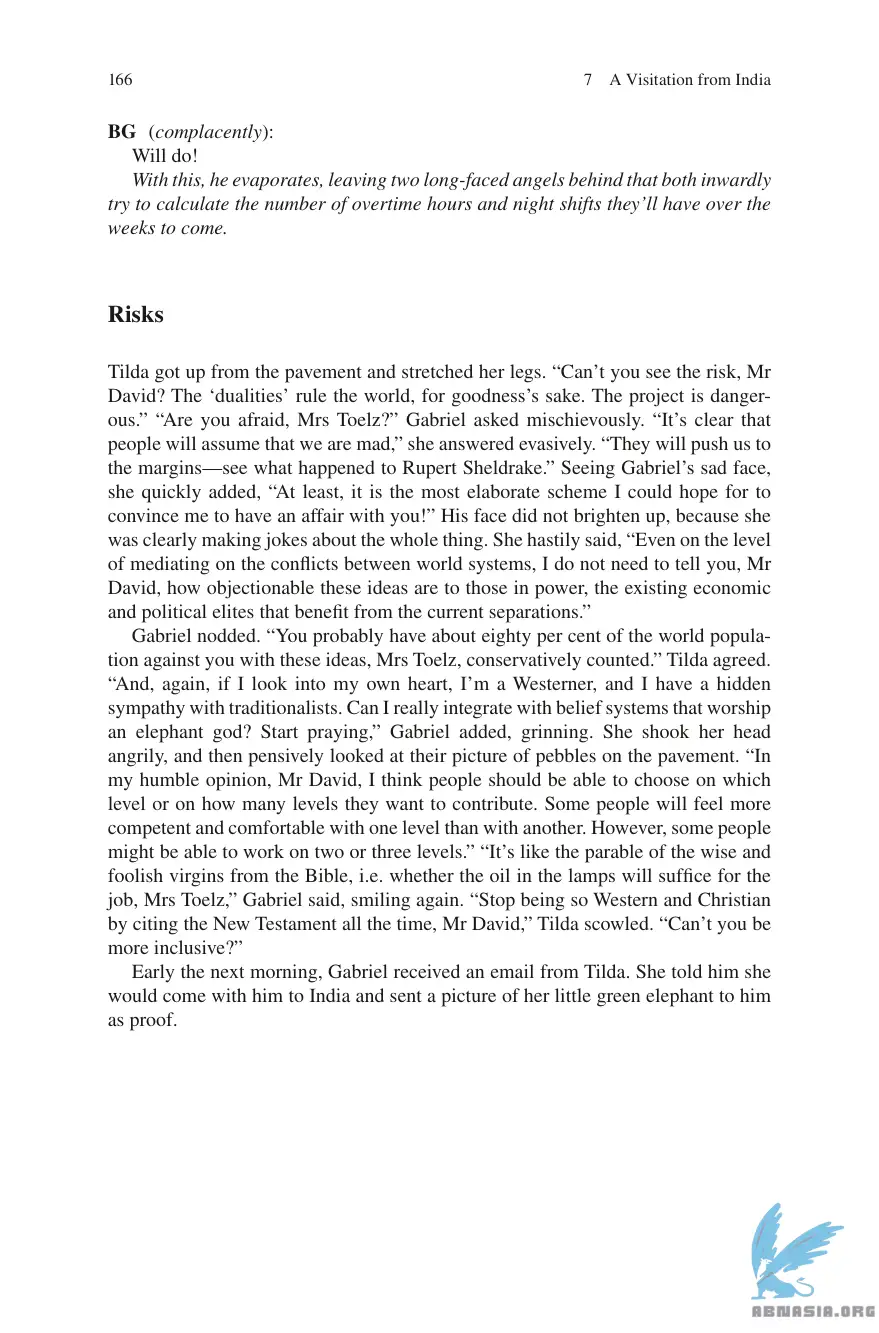 166
7 A Visitation from India
BG (complacently):
Will do!
With this, he evaporates, leaving two long-faced angels behind that both inwardly
try to calculate the number of overtime hours and night shifts they’ll have over the
weeks to come.
Risks
Tilda got up from the pavement and stretched her legs. “Can’t you see the risk, Mr
David? The ‘dualities’ rule the world, for goodness’s sake. The project is danger-
ous.” “Are you afraid, Mrs Toelz?” Gabriel asked mischievously. “It’s clear that
people will assume that we are mad,” she answered evasively. “They will push us to
the margins—see what happened to Rupert Sheldrake.” Seeing Gabriel’s sad face,
she quickly added, “At least, it is the most elaborate scheme I could hope for to
convince me to have an affair with you!” His face did not brighten up, because she
was clearly making jokes about the whole thing. She hastily said, “Even on the level
of mediating on the conflicts between world systems, I do not need to tell you, Mr
David, how objectionable these ideas are to those in power, the existing economic
and political elites that benefit from the current separations.”
Gabriel nodded. “You probably have about eighty per cent of the world popula-
tion against you with these ideas, Mrs Toelz, conservatively counted.” Tilda agreed.
“And, again, if I look into my own heart, I’m a Westerner, and I have a hidden
sympathy with traditionalists. Can I really integrate with belief systems that worship
an elephant god? Start praying,” Gabriel added, grinning. She shook her head
angrily, and then pensively looked at their picture of pebbles on the pavement. “In
my humble opinion, Mr David, I think people should be able to choose on which
level or on how many levels they want to contribute. Some people will feel more
competent and comfortable with one level than with another. However, some people
might be able to work on two or three levels.” “It’s like the parable of the wise and
foolish virgins from the Bible, i.e. whether the oil in the lamps will suffice for the
job, Mrs Toelz,” Gabriel said, smiling again. “Stop being so Western and Christian
by citing the New Testament all the time, Mr David,” Tilda scowled. “Can’t you be
more inclusive?”
Early the next morning, Gabriel received an email from Tilda. She told him she
would come with him to India and sent a picture of her little green elephant to him
as proof.
ABNASIA.ORG